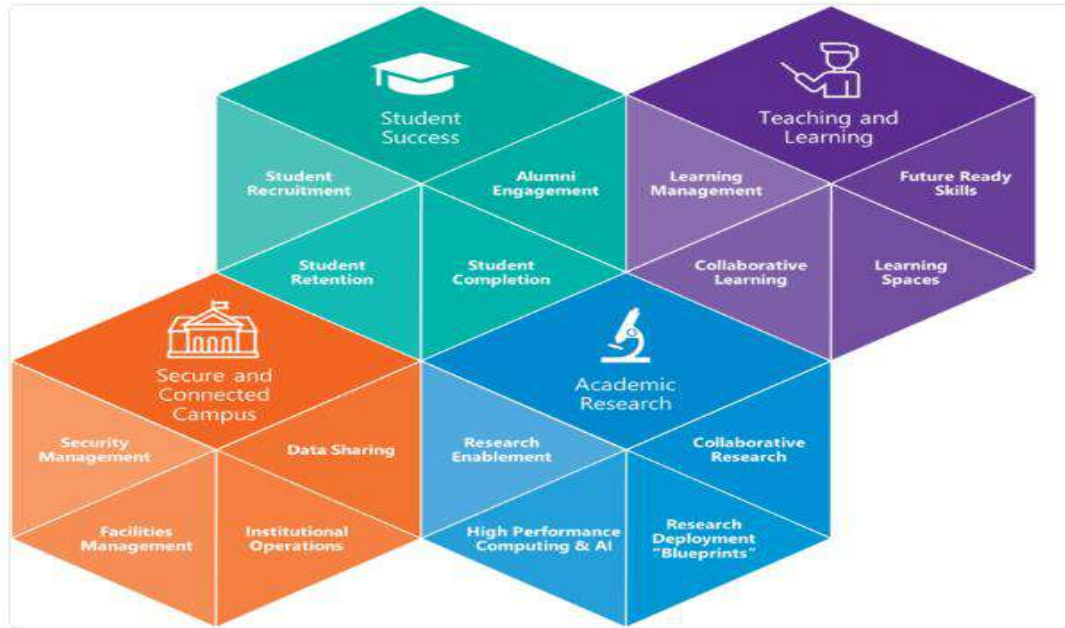 Student
Success
Student
Recruitment
Alumni
Engagement
Student
Retention
Student
Completion
Teaching and
Learning
Learning
Management
Future Ready
Skills
Collaborative
Learning
Learning
Spaces
Secure and
Connected
Campus
Security
Management
Data Sharing
Facilities
Management
Institutional
Operations
Academic
Research
Research
Enablement
Collaborative
Research
High Performance
Computing & AI
Research
Deployment
"Blueprints"